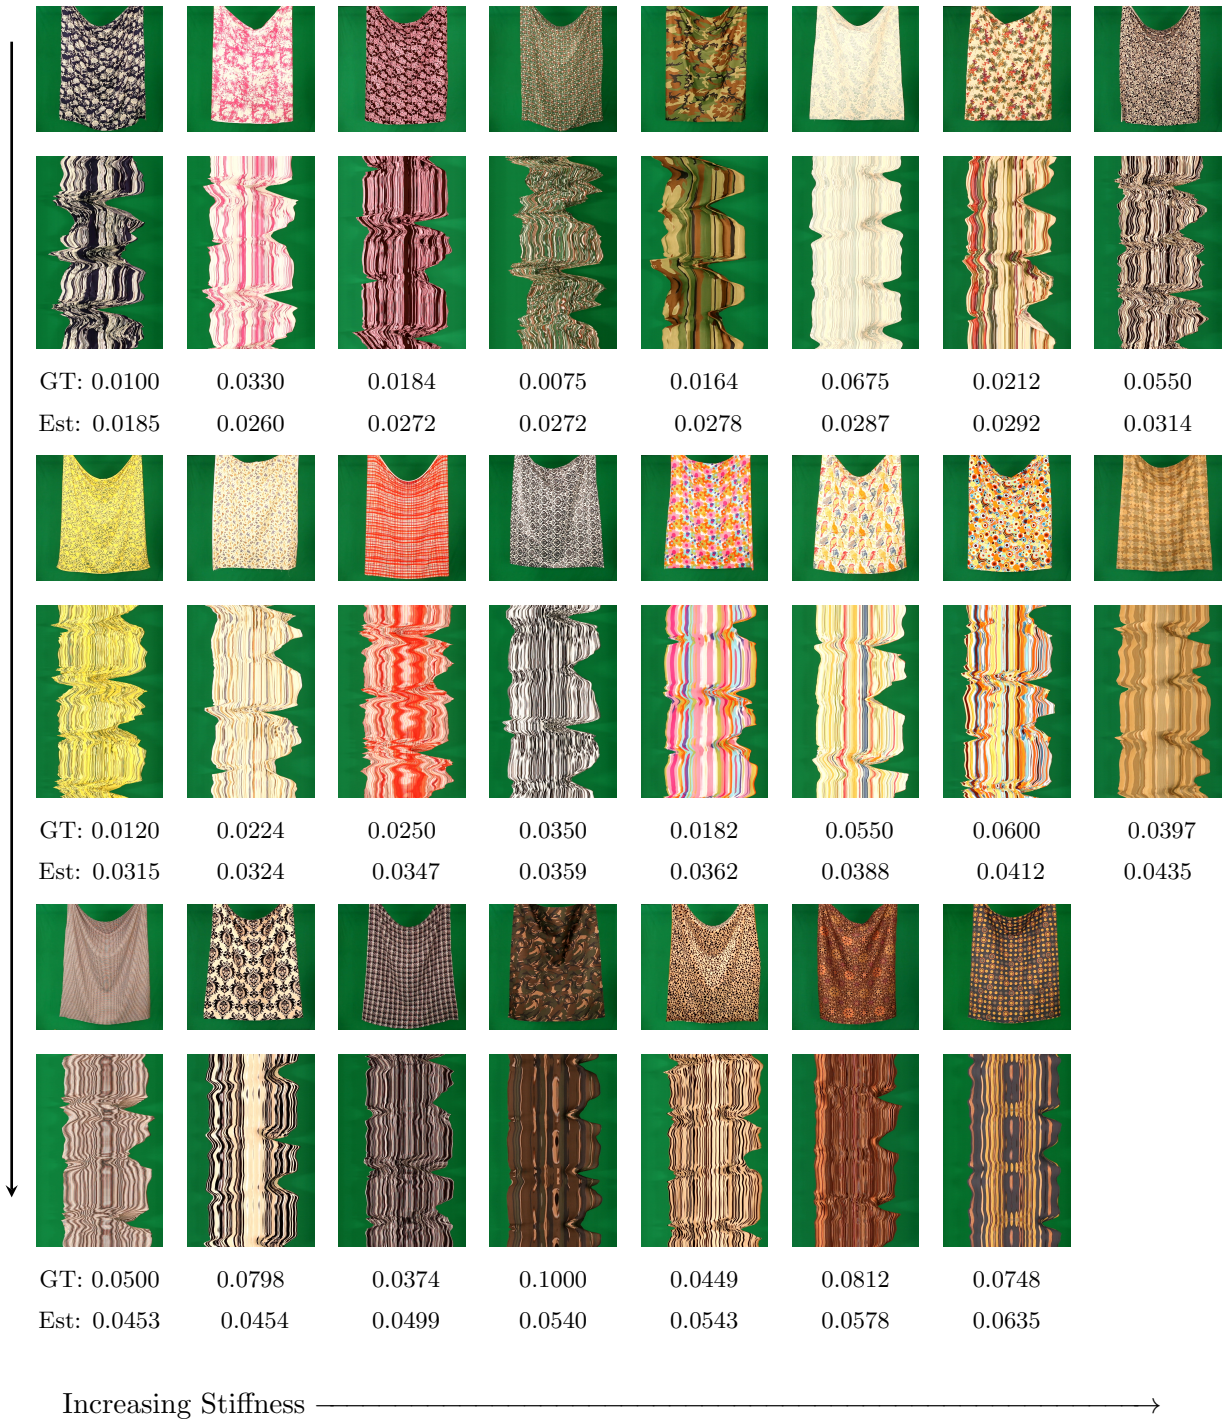 GT: 0.0100 0.0330 0.0184 0.0075 0.0164 0.0675 0.0212 0.0550
Est: 0.0185 0.0260 0.0272 0.0272 0.0278 0.0287 0.0292 0.0314
GT: 0.0120 0.0224 0.0250 0.0350 0.0182 0.0550 0.0600 0.0397
Est: 0.0315 0.0324 0.0347 0.0359 0.0362 0.0388 0.0412 0.0435
GT: 0.0500 0.0798 0.0374 0.1000 0.0449 0.0812 0.0748
Est: 0.0453 0.0454 0.0499 0.0540 0.0543 0.0578 0.0635
Increasing Stiffness